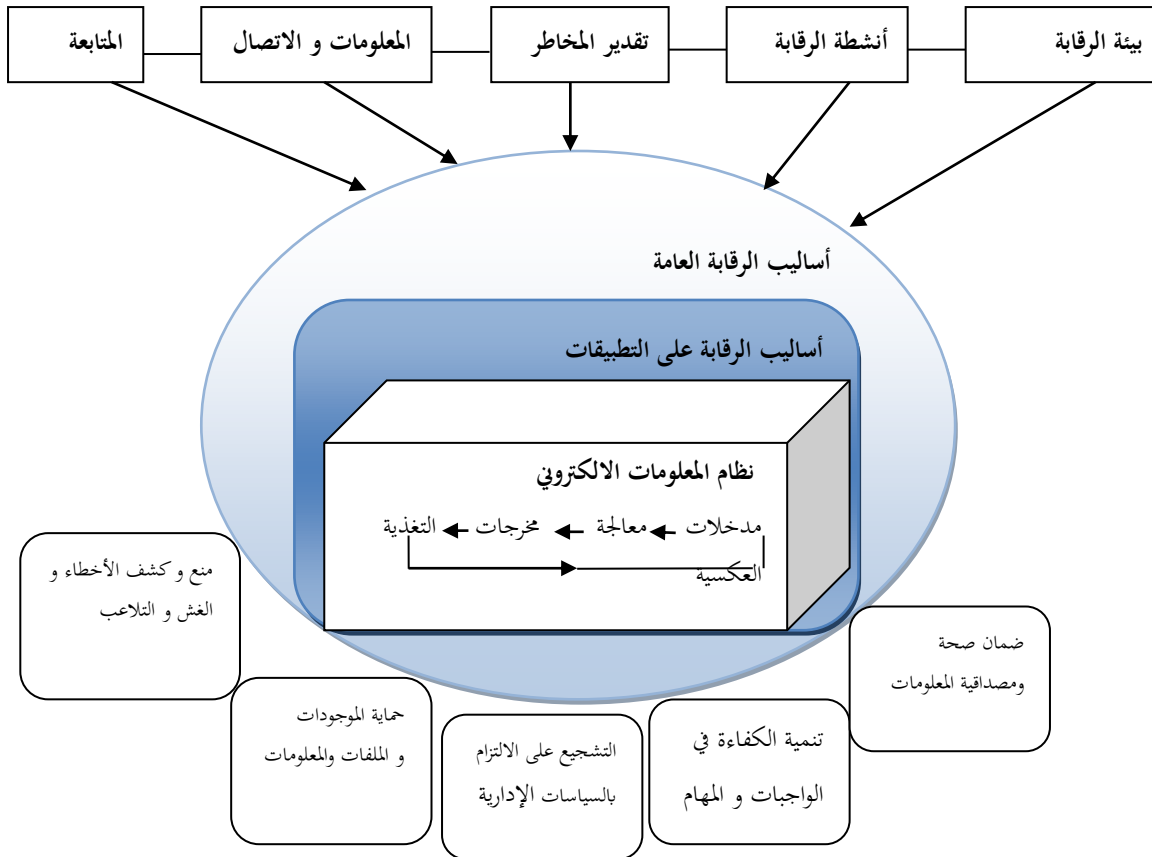 بيئة الرقابة
أنشطة الرقابة
تقدير المخاطر
المعلومات و الاتصال
المتابعة
أساليب الرقابة العامة
أساليب الرقابة على التطبيقات
نظام المعلومات الالكتروني
مدخلات معالجة مخرجات التغذية
العكسية
ضمان صحة
ومصداقية المعلومات
تنمية الكفاءة في
الواجبات و المهام
التشجيع على الالتزام
بالسياسات الإدارية
حماية الموجودات
و الملفات والمعلومات
منع و كشف الأخطاء و
الغش و التلاعب